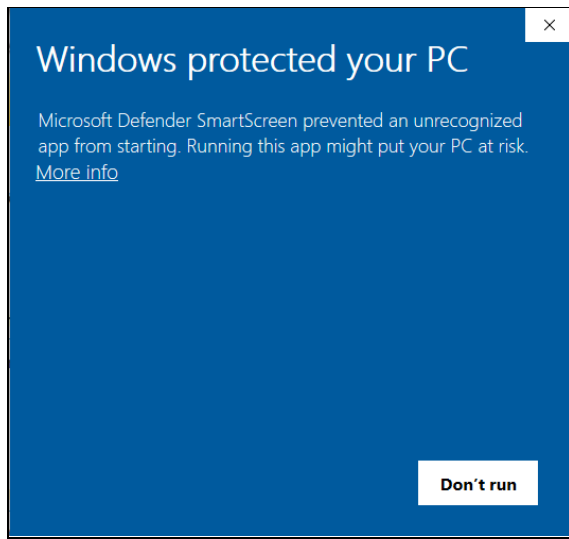 Windows protected your PC
Microsoft Defender SmartScreen prevented an unrecognized
app from starting. Running this app might put your PC at risk.
More info
Don't run